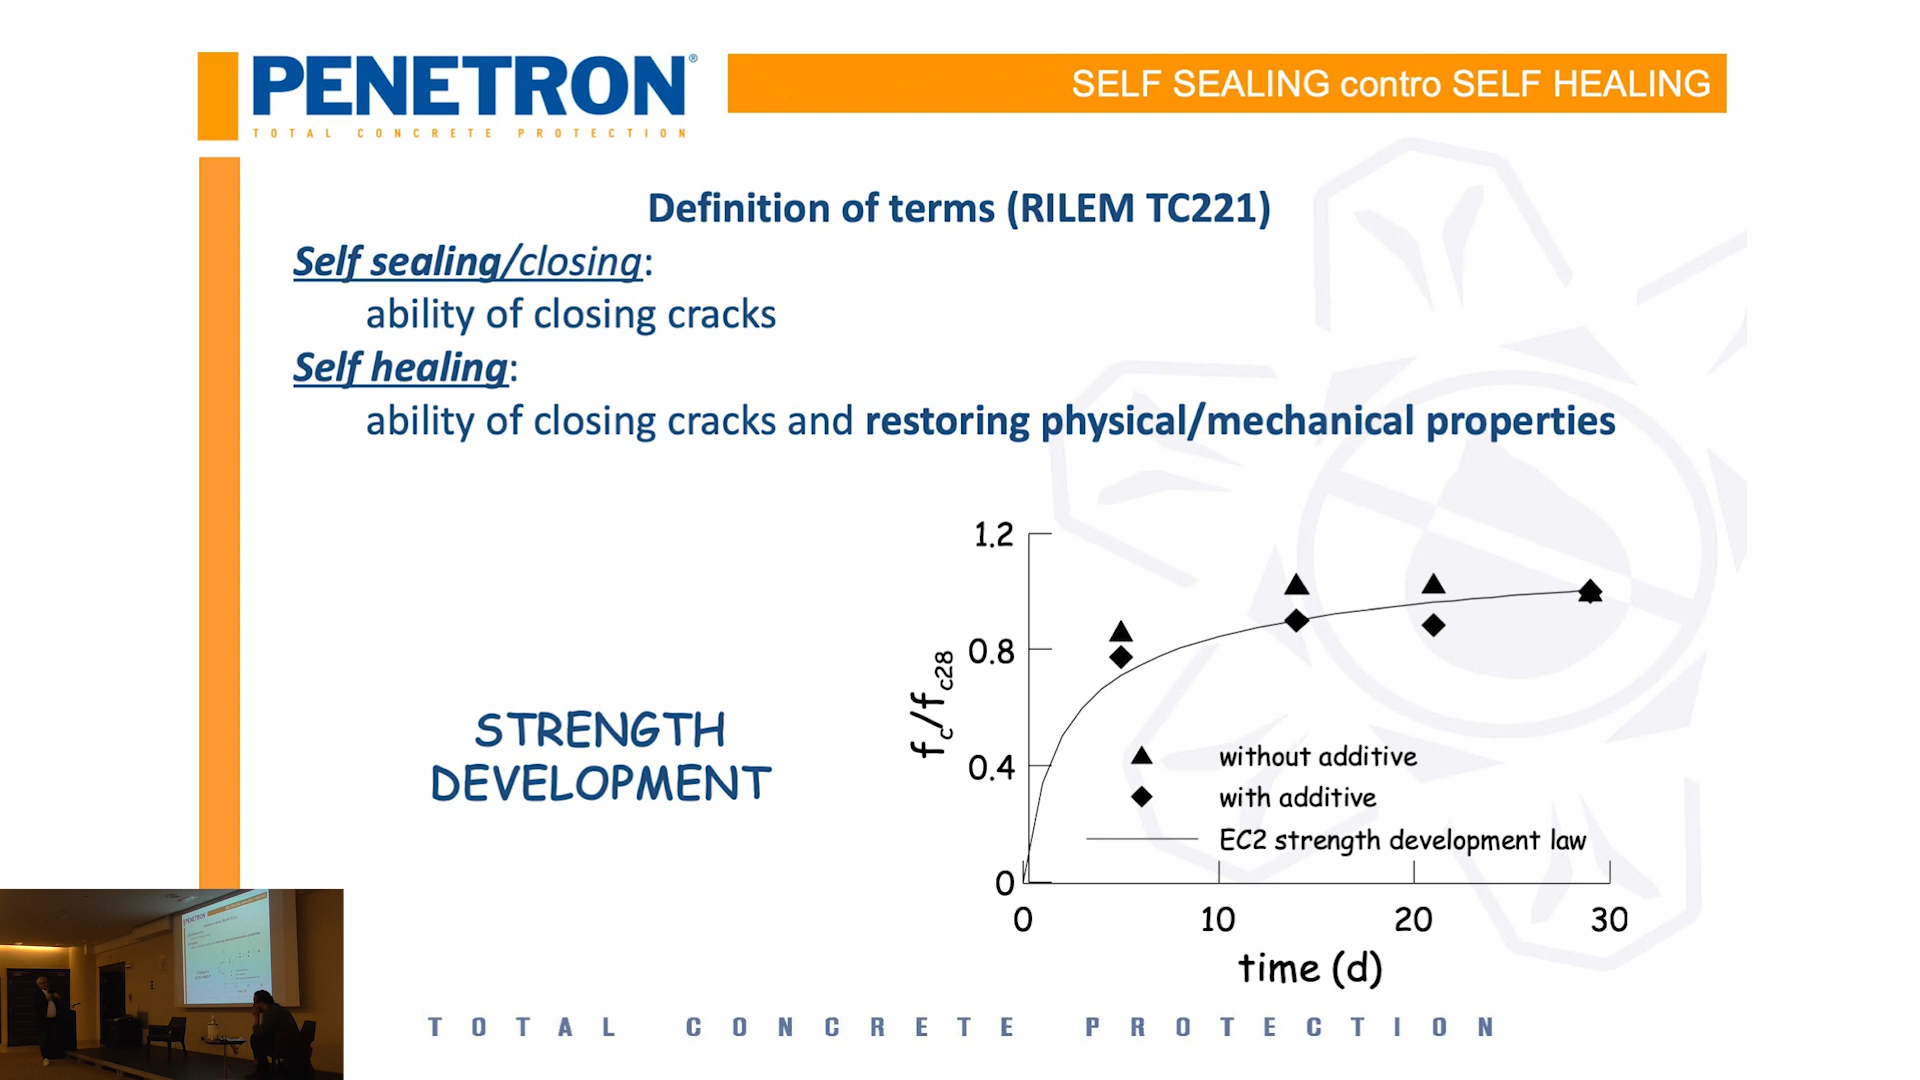 PENETRON®
TOTAL CONCRETE PROTECTION
SELF SEALING contro SELF HEALING
Definition of terms (RILEM TC221)
Self sealing/closing:
ability of closing cracks
Self healing:
ability of closing cracks and restoring physical/mechanical properties
STRENGTH
DEVELOPMENT
1.2
0.8
0.4
0
fc/fc28
without additive
with additive
EC2 strength development law
0 10 20 30
time (d)
TOTAL CONCRETE PROTECTION
PENETRON